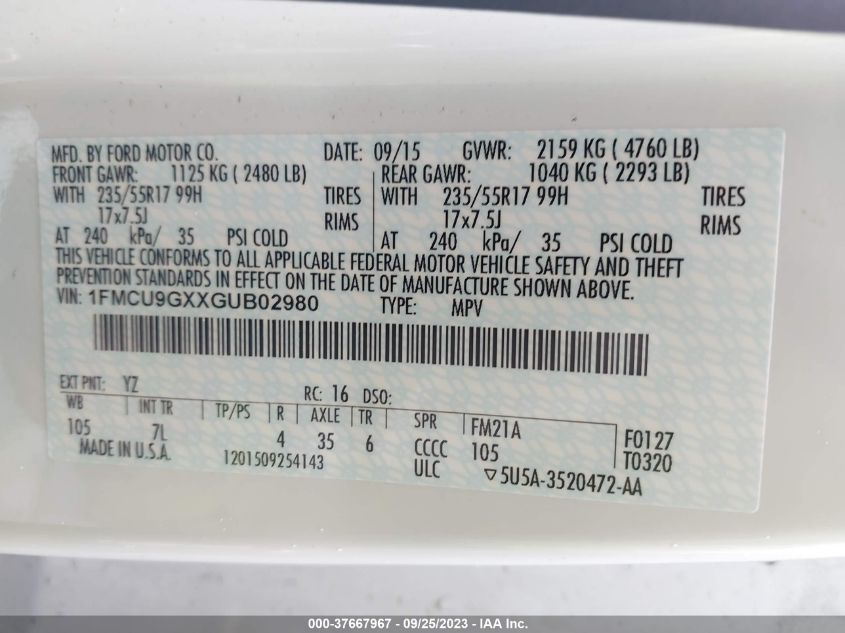 MFD. BY FORD MOTOR CO. DATE: 09/15 GVWR: 2159 KG ( 4760 LB)
FRONT GAWR: 1125 KG ( 2480 LB) REAR GAWR: 1040 KG ( 2293 LB)
WITH 235/55R17 99H TIRES WITH 235/55R17 99H TIRES
17x7.5J RIMS 17x7.5J RIMS
AT 240 kPa/ 35 PSI COLD AT 240 kPa/ 35 PSI COLD
THIS VEHICLE CONFORMS TO ALL APPLICABLE FEDERAL MOTOR VEHICLE SAFETY AND THEFT
PREVENTION STANDARDS IN EFFECT ON THE DATE OF MANUFACTURE SHOWN ABOVE.
VIN: 1FMCU9GXXGUB02980 TYPE: MPV
EXT PNT: YZ RC: 16 DSO:
WB INT TR TP/PS R AXLE TR SPR FM21A F0127
105 7L 4 35 6 CCCC 105 T0320
MADE IN U.S.A. 1201509254143 ULC ▽5U5A-3520472-AA
000-37667967 - 09/25/2023 - IAA Inc.